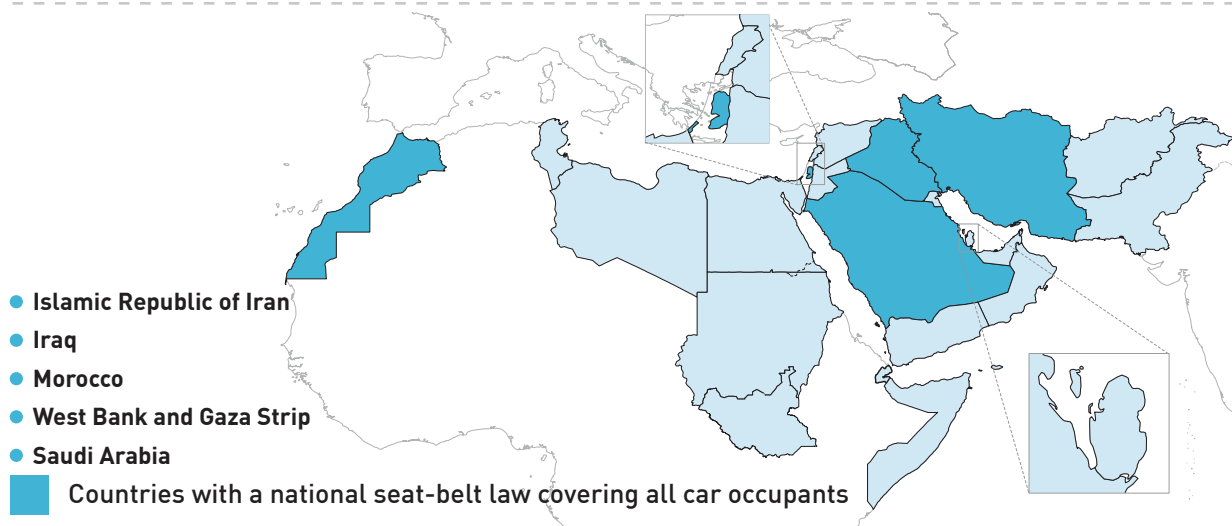 Islamic Republic of Iran
Iraq
Morocco
West Bank and Gaza Strip
Saudi Arabia
Countries with a national seat-belt law covering all car occupants